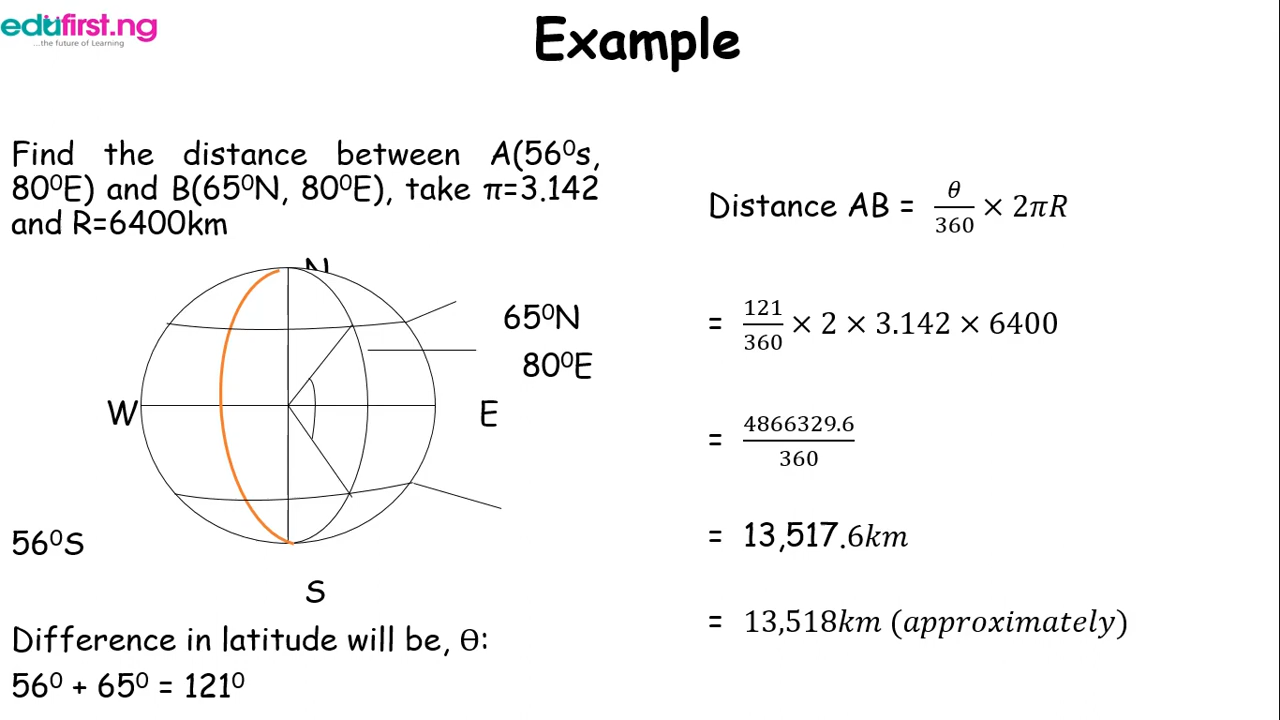 edufirst.ng
...the future of Learning
Example
Find the distance between A(56⁰s,
80⁰E) and B(65⁰N, 80⁰E), take π=3.142
and R=6400km
N
65⁰N
80⁰E
W
E
56⁰S
S
Difference in latitude will be, Ѳ:
56⁰ + 65⁰ = 121⁰
Distance AB = θ/360 × 2πR
= 121/360 × 2 × 3.142 × 6400
= 4866329.6/360
= 13,517.6km
= 13,518km (approximately)